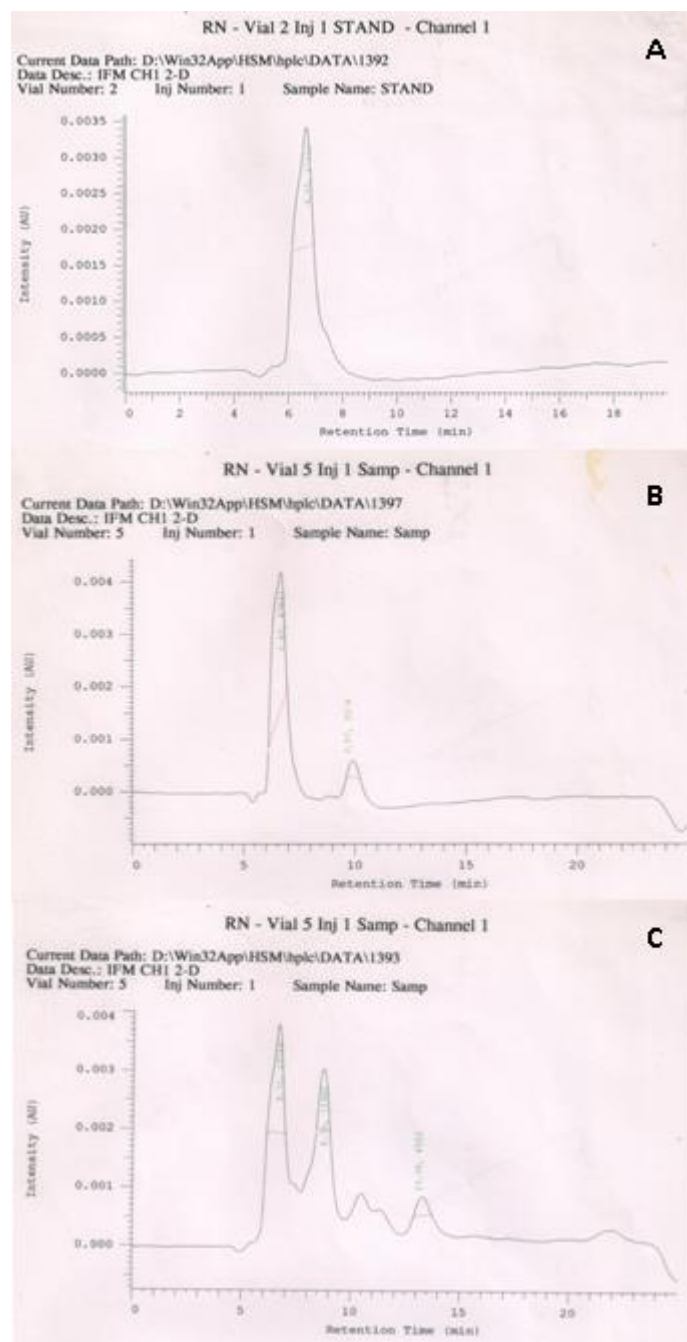 RN - Vial 2 Inj 1 STAND - Channel 1
A
Current Data Path: D:\Win32App\HSM\hplc\DATA\1392
Data Desc.: IFM CH1 2-D
Vial Number: 2 Inj Number: 1 Sample Name: STAND
0.0035
0.0030
0.0025
0.0020
0.0015
0.0010
0.0005
0.0000
Intensity (AU)
0 2 4 6 8 10 12 14 16 18
Retention Time (min)
RN - Vial 5 Inj 1 Samp - Channel 1
B
Current Data Path: D:\Win32App\HSM\hplc\DATA\1397
Data Desc.: IFM CH1 2-D
Vial Number: 5 Inj Number: 1 Sample Name: Samp
0.004
0.003
0.002
0.001
0.000
Intensity (AU)
0 5 10 15 20
Retention Time (min)
RN - Vial 5 Inj 1 Samp - Channel 1
C
Current Data Path: D:\Win32App\HSM\hplc\DATA\1393
Data Desc.: IFM CH1 2-D
Vial Number: 5 Inj Number: 1 Sample Name: Samp
0.004
0.003
0.002
0.001
0.000
Intensity (AU)
0 5 10 15 20
Retention Time (min)